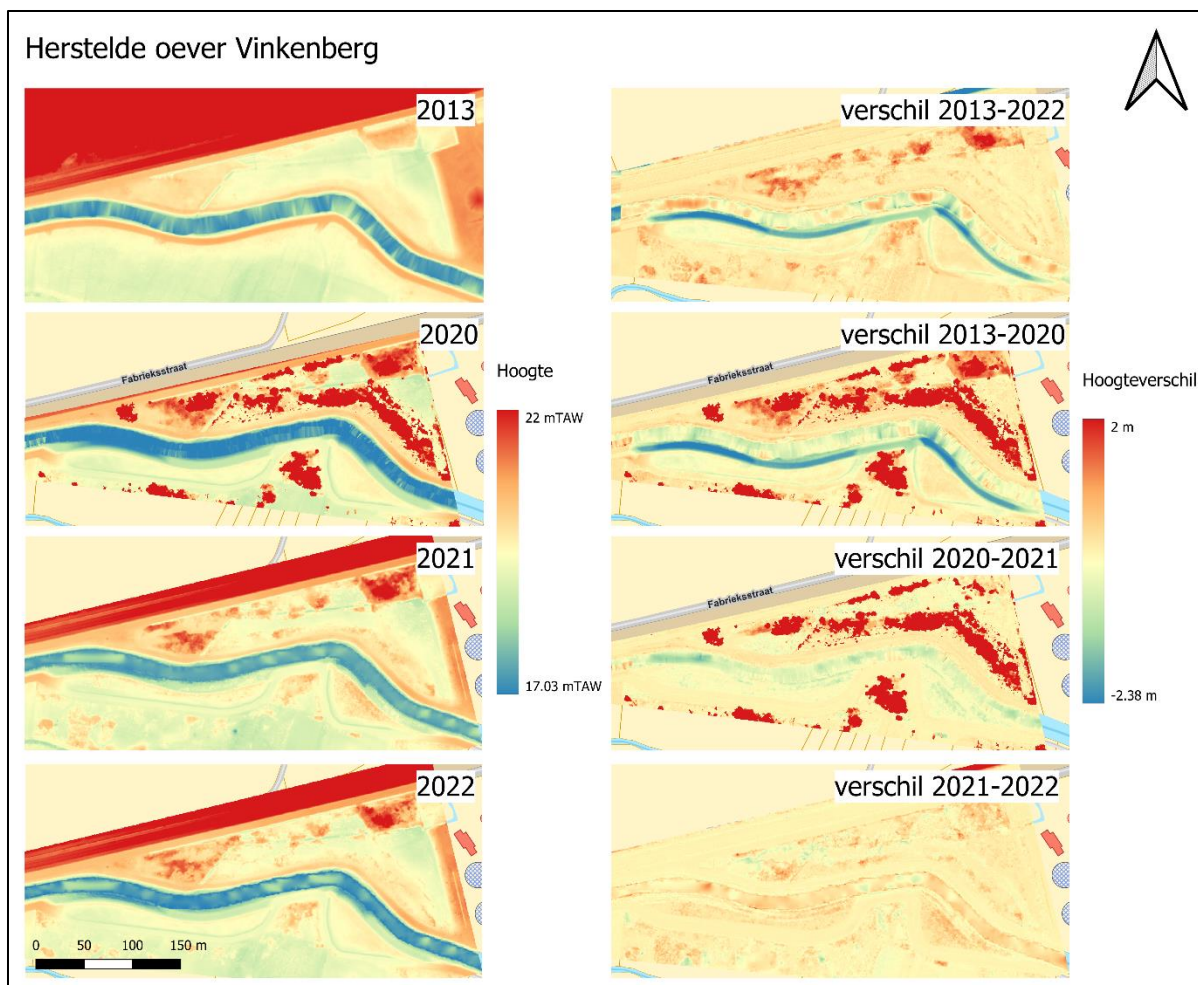 Herstelde oever Vinkenberg
2013
verschil 2013-2022
2020
Fabrieksstraat
verschil 2013-2020
Fabrieksstraat
Hoogte
22 mTAW
17.03 mTAW
Hoogteverschil
2 m
-2.38 m
2021
verschil 2020-2021
Fabrieksstraat
2022
verschil 2021-2022
0 50 100 150 m